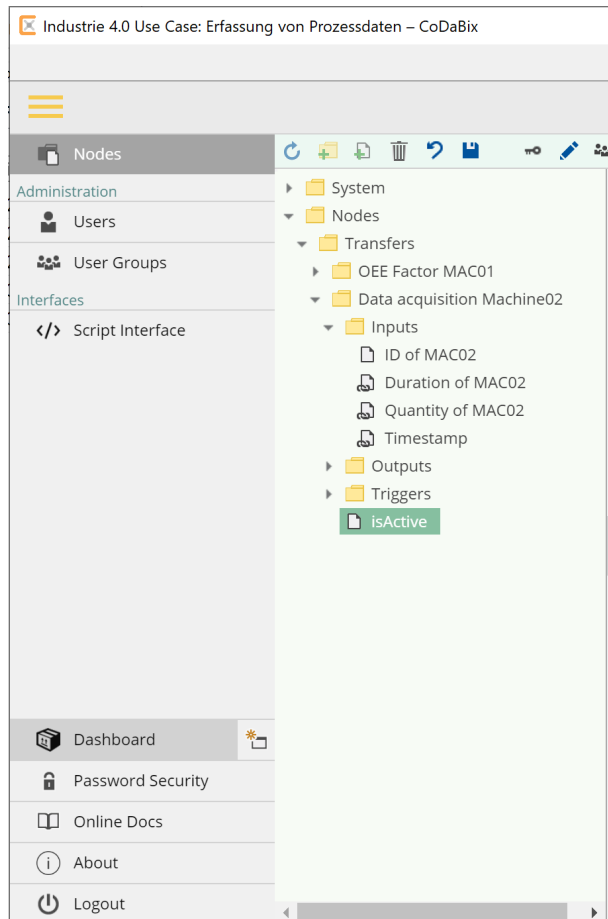 Industrie 4.0 Use Case: Erfassung von Prozessdaten – CoDaBix
Nodes
Administration
Users
User Groups
Interfaces
Script Interface
Dashboard
Password Security
Online Docs
About
Logout
System
Nodes
Transfers
OEE Factor MAC01
Data acquisition Machine02
Inputs
ID of MAC02
Duration of MAC02
Quantity of MAC02
Timestamp
Outputs
Triggers
isActive